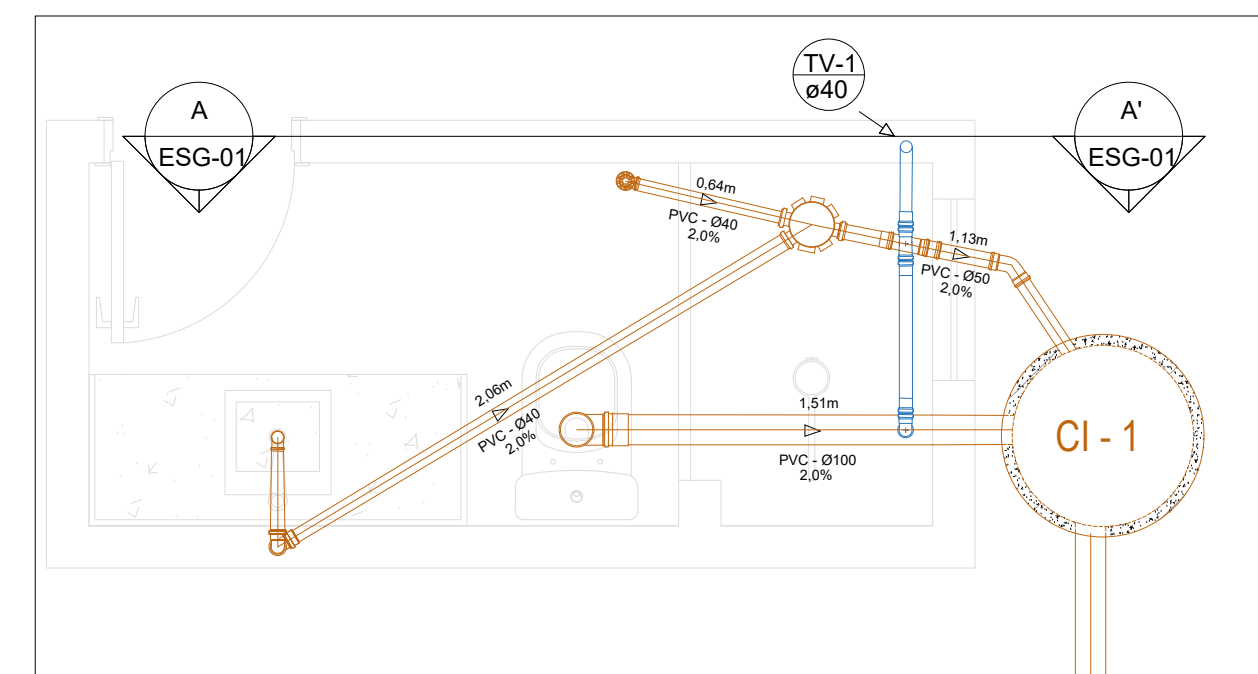 TV-1
ø40
A
ESG-01
A'
ESG-01
0,64m
PVC - Ø40
2,0%
1,13m
PVC - Ø50
2,0%
2,06m
PVC - Ø40
2,0%
1,51m
PVC - Ø100
2,0%
CI - 1